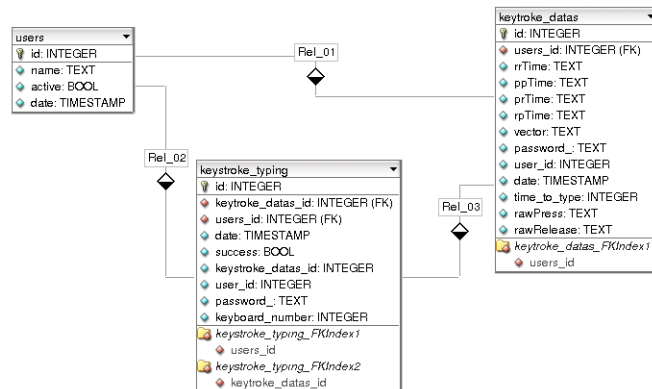 users
id: INTEGER
name: TEXT
active: BOOL
date: TIMESTAMP
Rel_01
Rel_02
keystroke_typing
id: INTEGER
keytroke_datas_id: INTEGER (FK)
users_id: INTEGER (FK)
date: TIMESTAMP
success: BOOL
keystroke_datas_id: INTEGER
user_id: INTEGER
password_: TEXT
keyboard_number: INTEGER
keystroke_typing_FKIndex1
users_id
keystroke_typing_FKIndex2
keytroke_datas_id
Rel_03
keytroke_datas
id: INTEGER
users_id: INTEGER (FK)
rrTime: TEXT
ppTime: TEXT
prTime: TEXT
rpTime: TEXT
vector: TEXT
password_: TEXT
user_id: INTEGER
date: TIMESTAMP
time_to_type: INTEGER
rawPress: TEXT
rawRelease: TEXT
keytroke_datas_FKIndex1
users_id